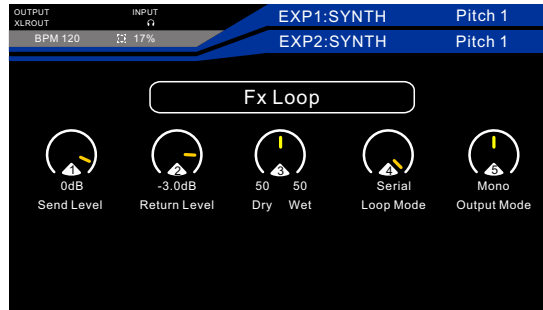 OUTPUT INPUT EXP1:SYNTH Pitch 1
XLROUT
BPM 120 17% EXP2:SYNTH Pitch 1
Fx Loop
1 2 3 4 5
0dB -3.0dB 50 50 Serial Mono
Send Level Return Level Dry Wet Loop Mode Output Mode